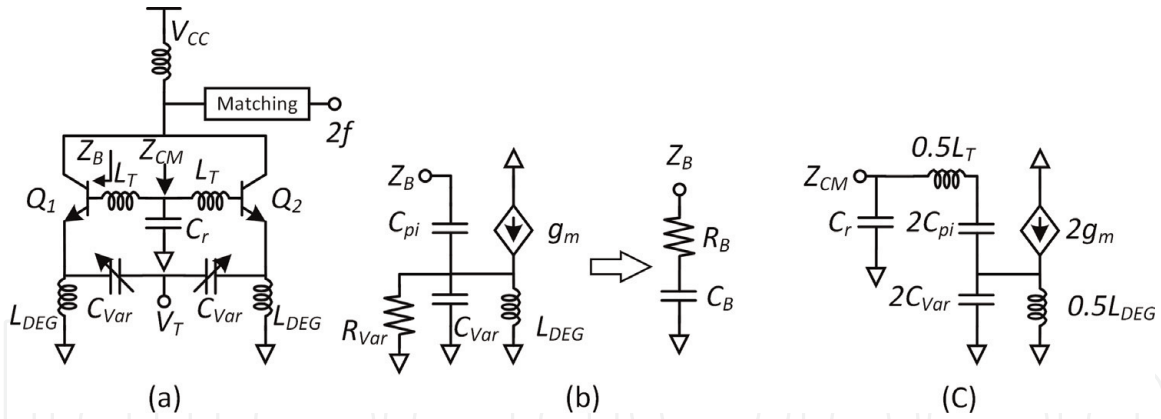 V_CC
Matching
2f
Z_B
L_T
Z_CM
L_T
Q_1
Q_2
C_r
L_DEG
C_Var
V_T
C_Var
L_DEG
(a)
Z_B
C_pi
g_m
R_Var
C_Var
L_DEG
Z_B
R_B
C_B
(b)
0.5L_T
Z_CM
C_r
2C_pi
2g_m
2C_Var
0.5L_DEG
(C)